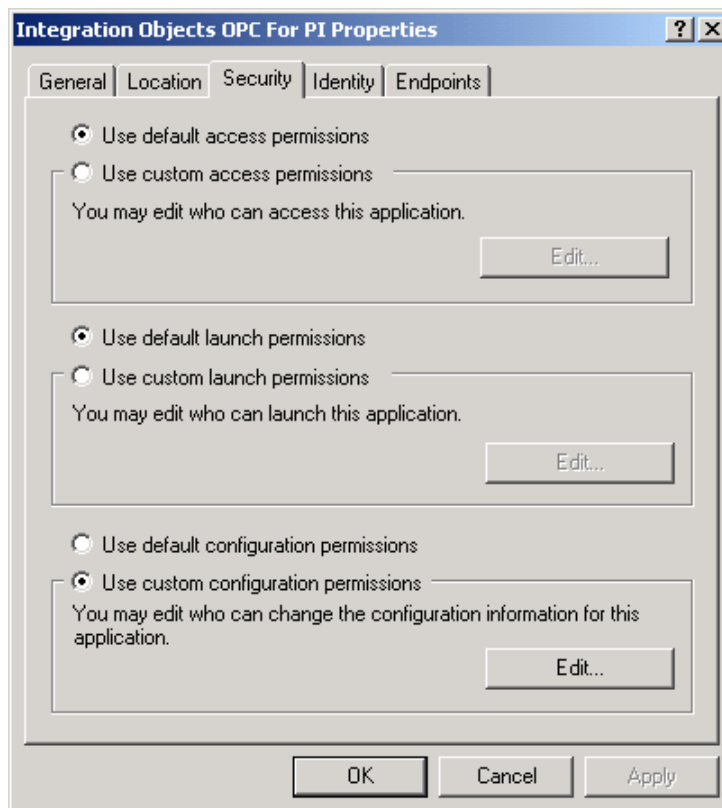 Integration Objects OPC For PI Properties
General Location Security Identity Endpoints
Use default access permissions
Use custom access permissions
You may edit who can access this application.
Edit...
Use default launch permissions
Use custom launch permissions
You may edit who can launch this application.
Edit...
Use default configuration permissions
Use custom configuration permissions
You may edit who can change the configuration information for this
application.
Edit...
OK Cancel Apply